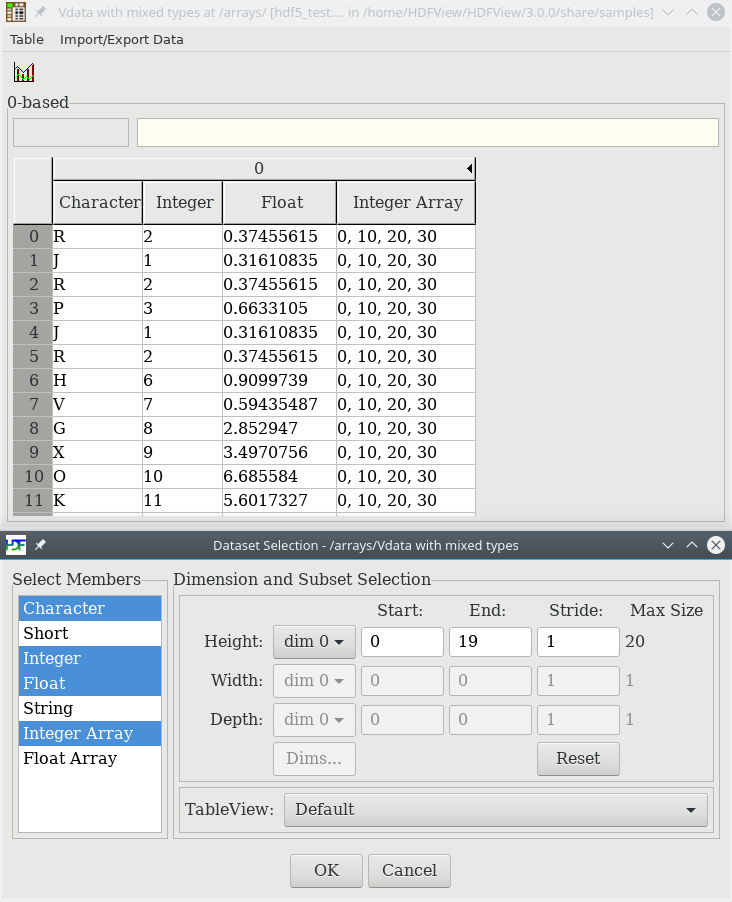 Vdata with mixed types at /arrays/ [hdf5_test.... in /home/HDFView/HDFView/3.0.0/share/samples]
Table Import/Export Data
0-based
0
Character Integer Float Integer Array
0 R 2 0.37455615 0, 10, 20, 30
1 J 1 0.31610835 0, 10, 20, 30
2 R 2 0.37455615 0, 10, 20, 30
3 P 3 0.6633105 0, 10, 20, 30
4 J 1 0.31610835 0, 10, 20, 30
5 R 2 0.37455615 0, 10, 20, 30
6 H 6 0.9099739 0, 10, 20, 30
7 V 7 0.59435487 0, 10, 20, 30
8 G 8 2.852947 0, 10, 20, 30
9 X 9 3.4970756 0, 10, 20, 30
10 O 10 6.685584 0, 10, 20, 30
11 K 11 5.6017327 0, 10, 20, 30
HDF Dataset Selection - /arrays/Vdata with mixed types
Select Members
Character
Short
Integer
Float
String
Integer Array
Float Array
Dimension and Subset Selection
Start: End: Stride: Max Size
Height: dim 0 0 19 1 20
Width: dim 0 0 0 1 1
Depth: dim 0 0 0 1 1
Dims... Reset
TableView: Default
OK Cancel